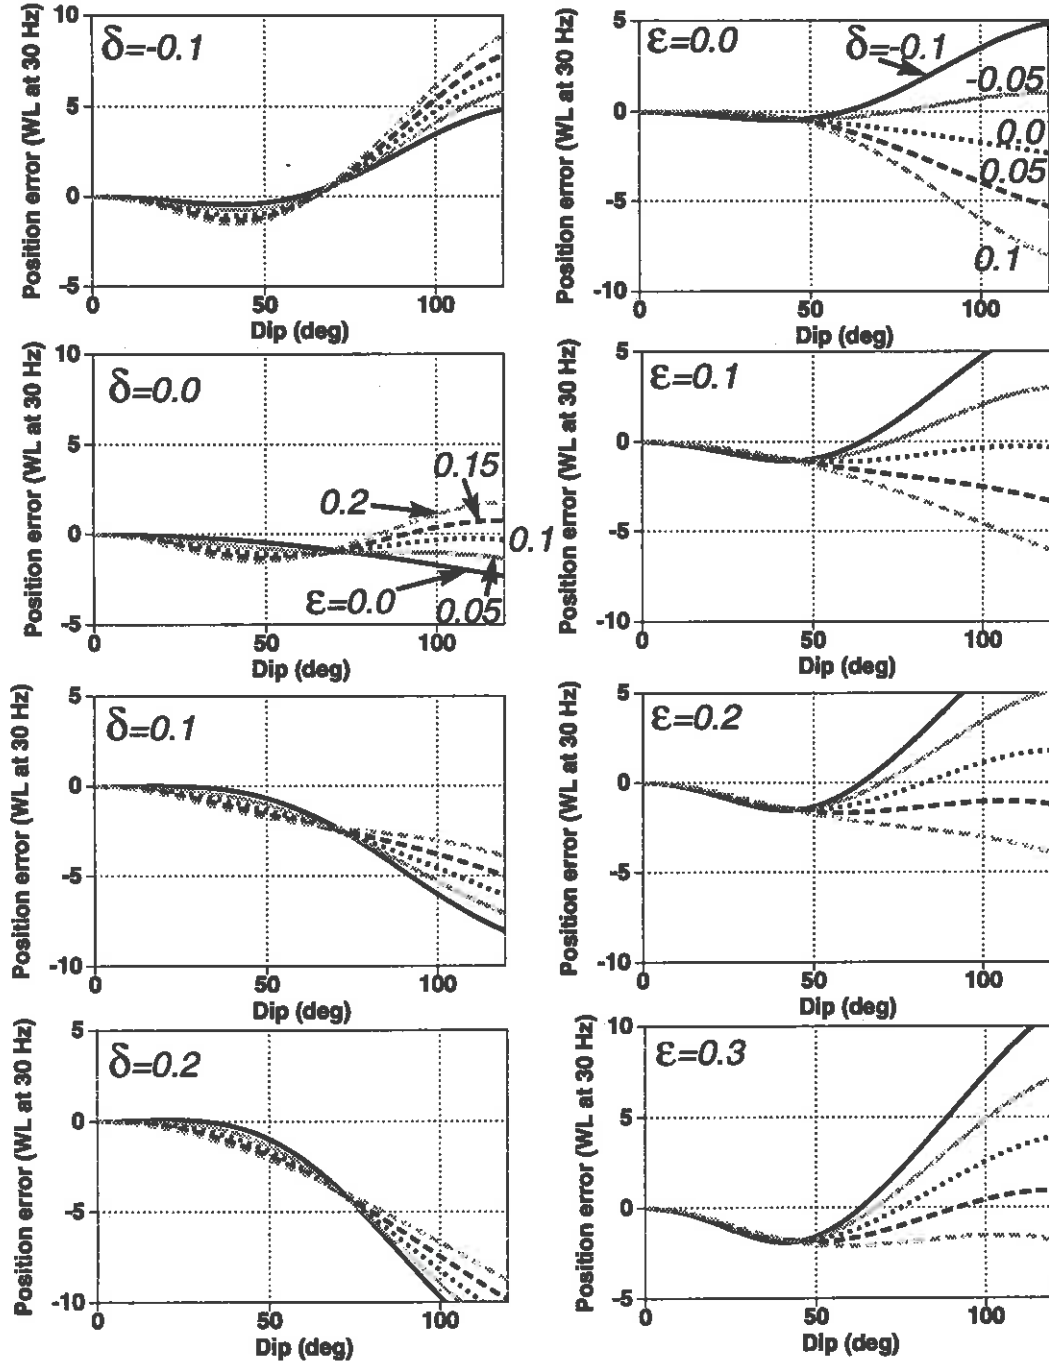 Position error (WL at 30 Hz)
10
5
0
-5
δ=-0.1
0
50
100
Dip (deg)
Position error (WL at 30 Hz)
5
0
-5
-10
ε=0.0
δ=-0.1
-0.05
0.0
0.05
0.1
0
50
100
Dip (deg)
Position error (WL at 30 Hz)
10
5
0
-5
δ=0.0
0.15
0.2
0.1
ε=0.0
0.05
0
50
100
Dip (deg)
Position error (WL at 30 Hz)
5
0
-5
-10
ε=0.1
0
50
100
Dip (deg)
Position error (WL at 30 Hz)
5
0
-5
-10
δ=0.1
0
50
100
Dip (deg)
Position error (WL at 30 Hz)
5
0
-5
-10
ε=0.2
0
50
100
Dip (deg)
Position error (WL at 30 Hz)
5
0
-5
-10
δ=0.2
0
50
100
Dip (deg)
Position error (WL at 30 Hz)
10
5
0
-5
ε=0.3
0
50
100
Dip (deg)